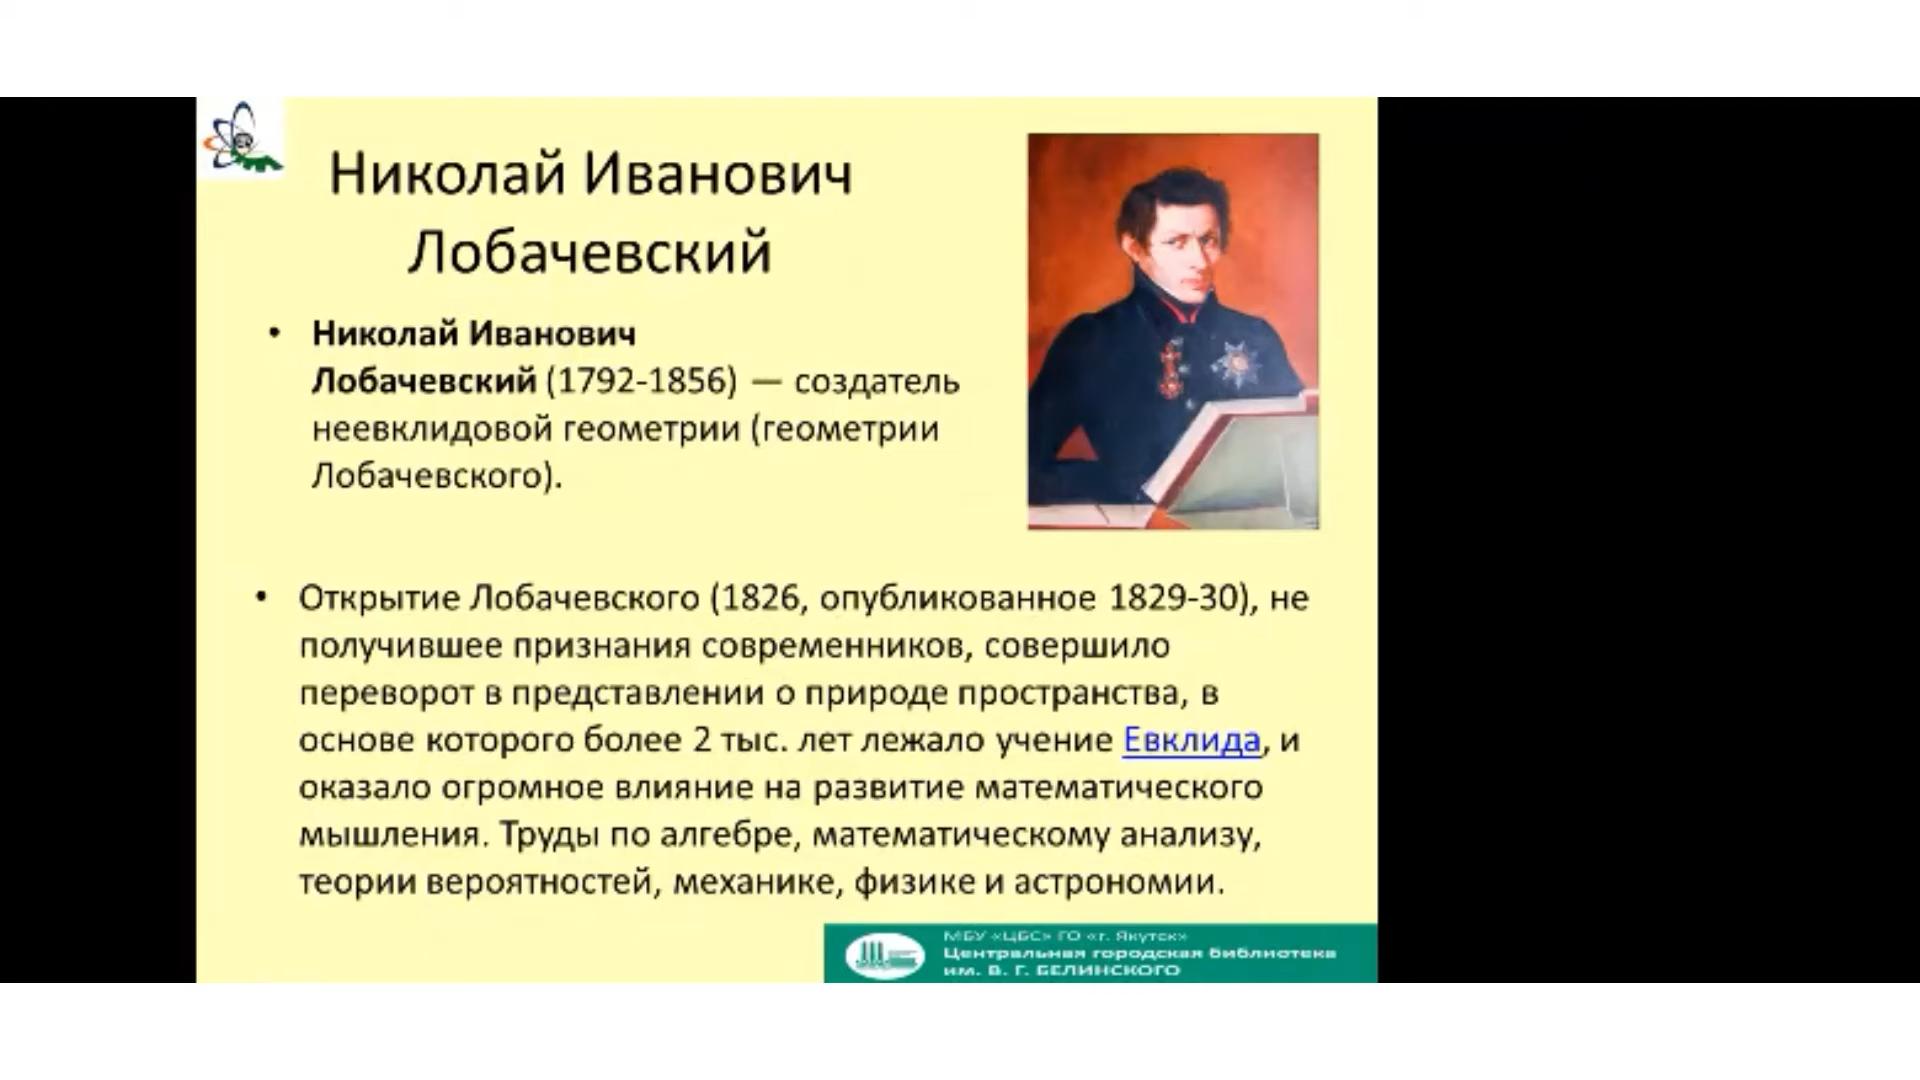 Николай Иванович
Лобачевский
• Николай Иванович
Лобачевский (1792-1856) — создатель
неевклидовой геометрии (геометрии
Лобачевского).
• Открытие Лобачевского (1826, опубликованное 1829-30), не
получившее признания современников, совершило
переворот в представлении о природе пространства, в
основе которого более 2 тыс. лет лежало учение Евклида, и
оказало огромное влияние на развитие математического
мышления. Труды по алгебре, математическому анализу,
теории вероятностей, механике, физике и астрономии.
МБУ «ЦБС» ГО «г. Якутск»
Центральная городская библиотека
им. В. Г. БЕЛИНСКОГО